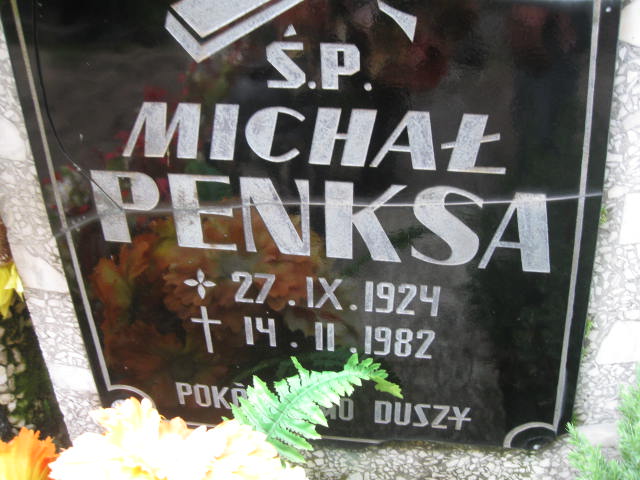 Ś.P.
MICHAŁ
PENKSA
27.IX.1924
14.II.1982
DUSZY